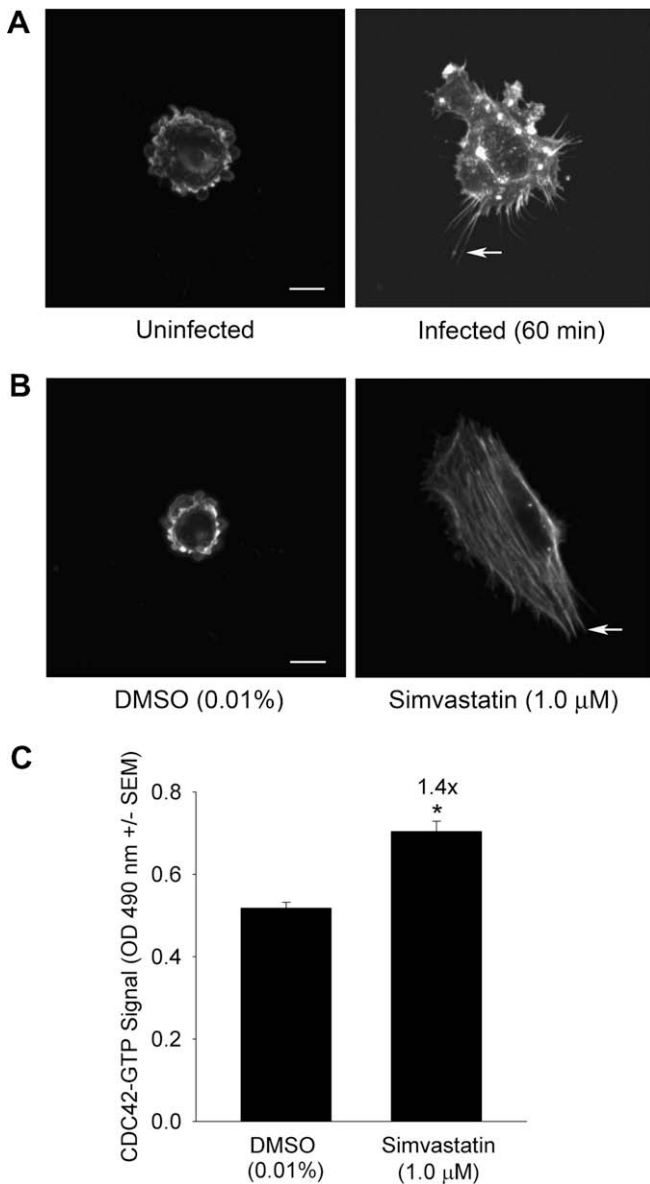 A
Uninfected
Infected (60 min)
B
DMSO (0.01%)
Simvastatin (1.0 μM)
C
CDC42-GTP Signal (OD 490 nm +/- SEM)
0.8
0.6
0.4
0.2
0.0
1.4x
*
DMSO
(0.01%)
Simvastatin
(1.0 μM)